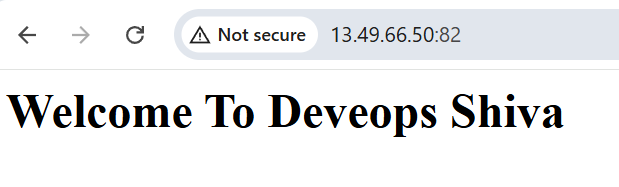 Not secure 13.49.66.50:82
Welcome To Deveops Shiva